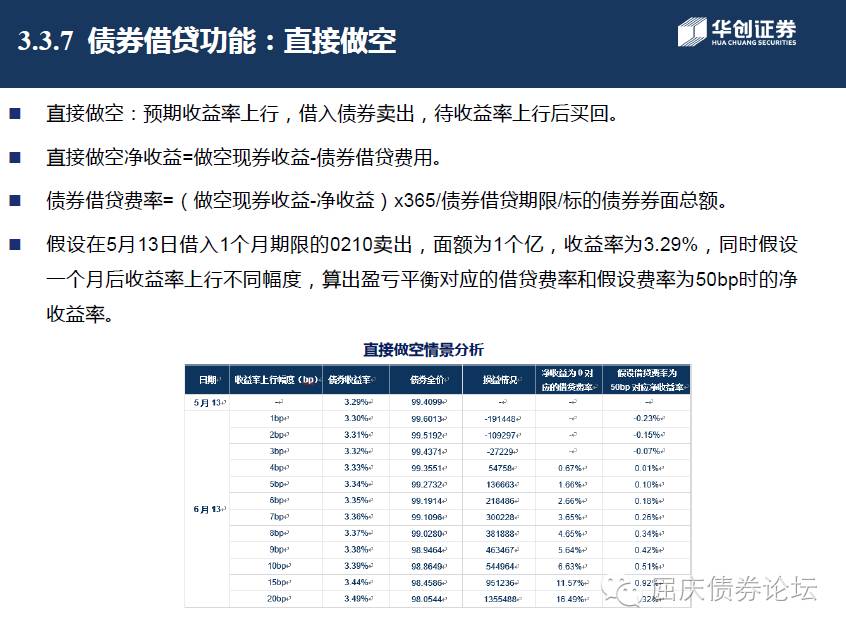 3.3.7 债券借贷功能：直接做空
华创证券
HUA CHUANG SECURITIES
直接做空：预期收益率上行，借入债券卖出，待收益率上行后买回。
直接做空净收益=做空现券收益-债券借贷费用。
债券借贷费率=（做空现券收益-净收益）x365/债券借贷期限/标的债券券面总额。
假设在5月13日借入1个月期限的0210卖出，面额为1个亿，收益率为3.29%，同时假设
一个月后收益率上行不同幅度，算出盈亏平衡对应的借贷费率和假设费率为50bp时的净
收益率。
直接做空情景分析
日期 收益率上行幅度（bp） 债券收益率 债券全价 损益情况 净收益为0对应的借贷费率 假设借贷费率为50bp对应净收益率
5月13 -- 3.29% 99.4099 -- -- --
6月13
1bp 3.30% 99.6013 -191448 -- -0.23%
2bp 3.31% 99.5192 -109297 -- -0.15%
3bp 3.32% 99.4371 -27229 -- -0.07%
4bp 3.33% 99.3551 54758 0.67% 0.01%
5bp 3.34% 99.2732 136663 1.66% 0.10%
6bp 3.35% 99.1914 218486 2.66% 0.18%
7bp 3.36% 99.1096 300228 3.65% 0.26%
8bp 3.37% 99.0280 381888 4.65% 0.34%
9bp 3.38% 98.9464 463467 5.64% 0.42%
10bp 3.39% 98.8649 544964 6.63% 0.51%
15bp 3.44% 98.4586 951236 11.57% 0.92%
20bp 3.49% 98.0544 1355488 16.49%
屈庆债券论坛